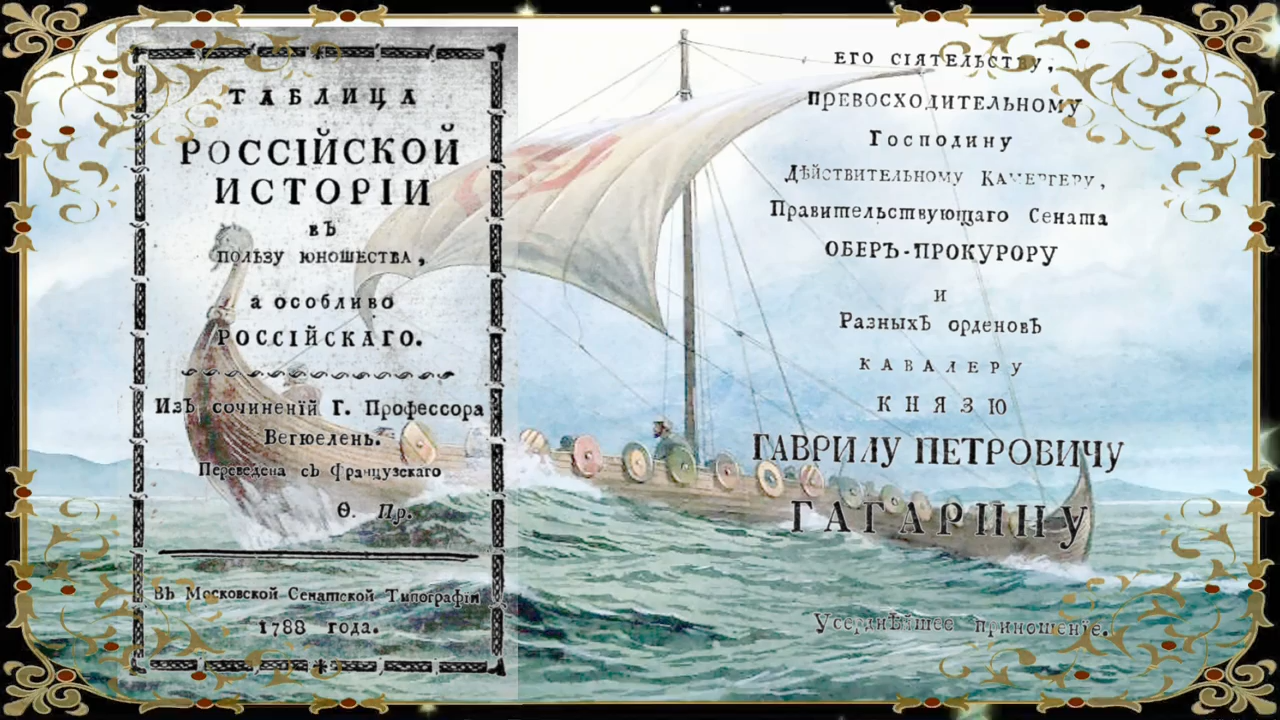 ТАБЛИЦА
РОССІЙСКОЙ
ИСТОРІИ
въ
пользу юношества,
а особливо
РОССІЙСКАГО.
Изъ сочиненій Г. Профессора
Вегюелень.
Переведена съ Французскаго
Ѳ. Пр.
Въ Московской Сенатской Типографіи
1788 года.
ЕГО СІЯТЕЛЬСТВУ,
ПРЕВОСХОДИТЕЛЬНОМУ
Господину
Дѣйствительному Камергеру,
Правительствующаго Сената
ОБЕРЪ-ПРОКУРОРУ
и
Разныхъ орденовъ
КАВАЛЕРУ
КНЯЗЮ
ГАВРИЛУ ПЕТРОВИЧУ
ГАГАРИНУ
Усерднѣйшее приношеніе.